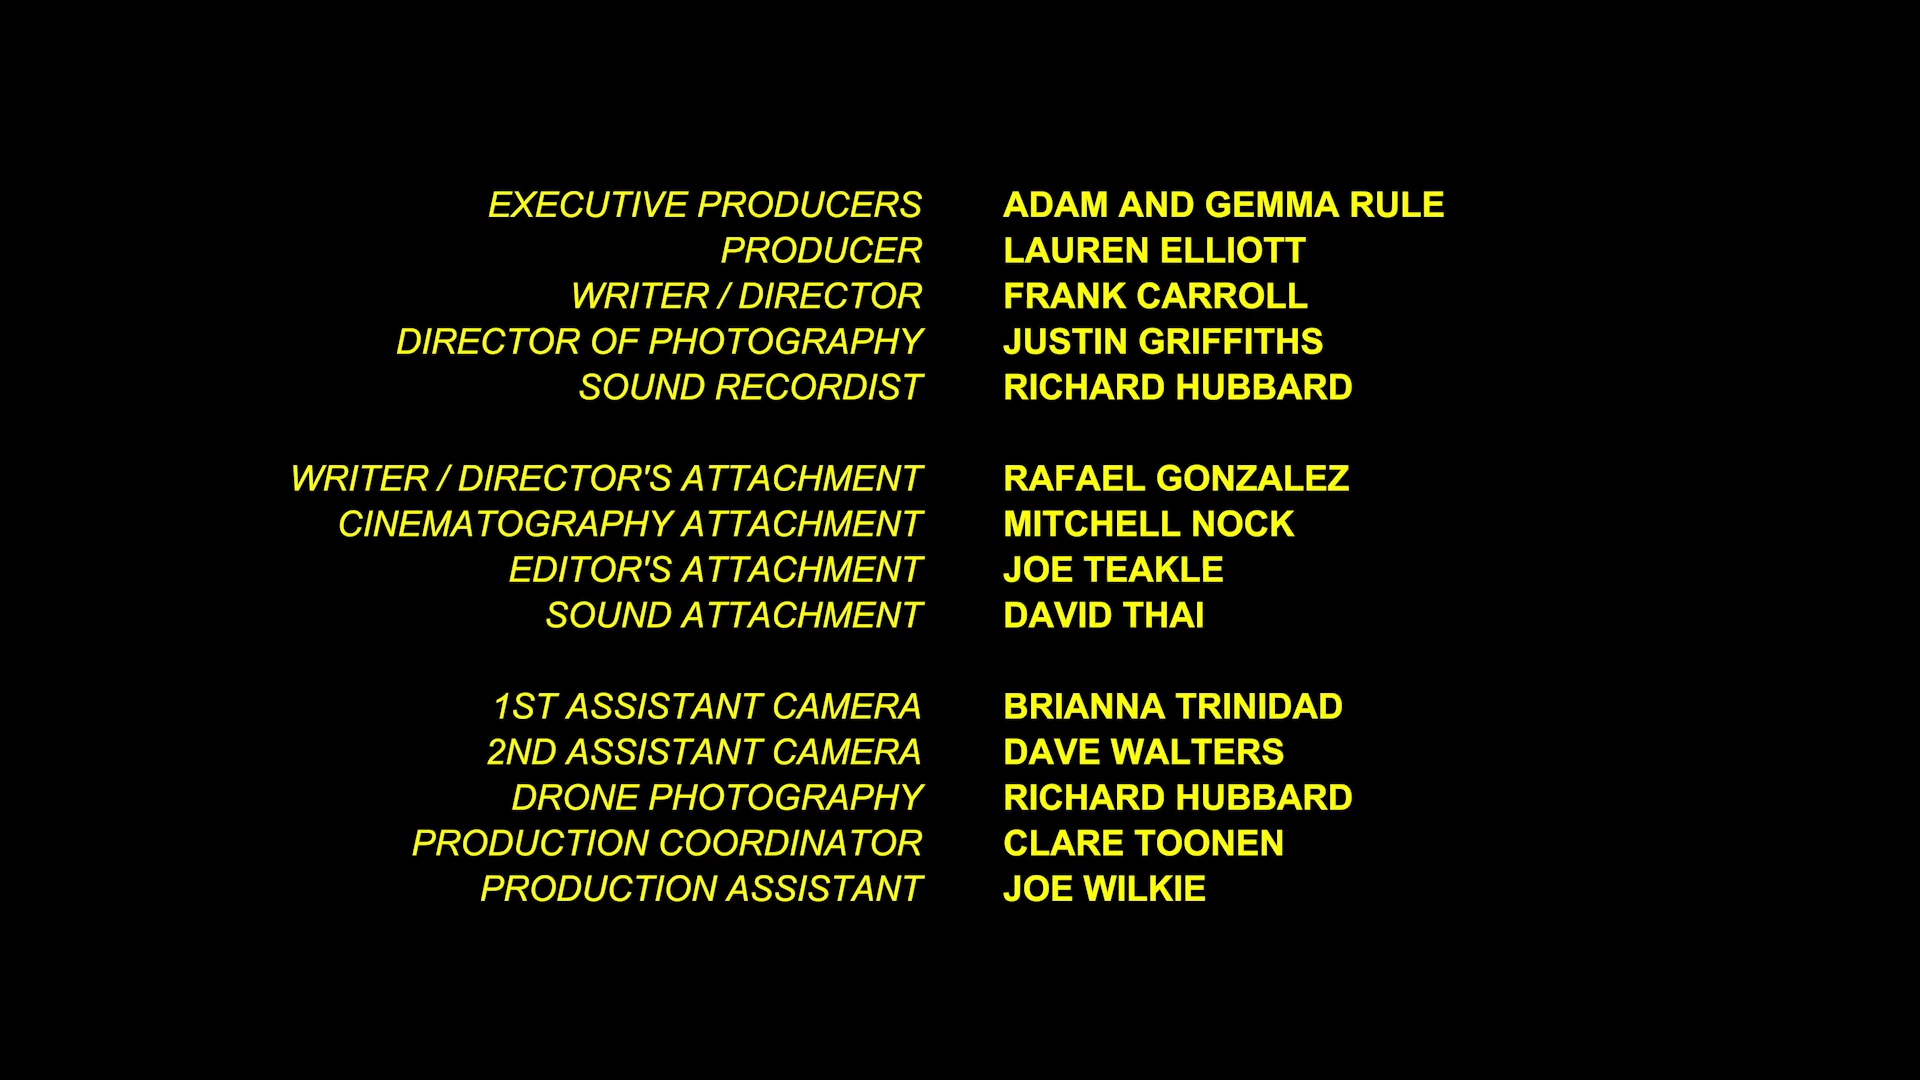 EXECUTIVE PRODUCERS ADAM AND GEMMA RULE
PRODUCER LAUREN ELLIOTT
WRITER / DIRECTOR FRANK CARROLL
DIRECTOR OF PHOTOGRAPHY JUSTIN GRIFFITHS
SOUND RECORDIST RICHARD HUBBARD
WRITER / DIRECTOR'S ATTACHMENT RAFAEL GONZALEZ
CINEMATOGRAPHY ATTACHMENT MITCHELL NOCK
EDITOR'S ATTACHMENT JOE TEAKLE
SOUND ATTACHMENT DAVID THAI
1ST ASSISTANT CAMERA BRIANNA TRINIDAD
2ND ASSISTANT CAMERA DAVE WALTERS
DRONE PHOTOGRAPHY RICHARD HUBBARD
PRODUCTION COORDINATOR CLARE TOONEN
PRODUCTION ASSISTANT JOE WILKIE